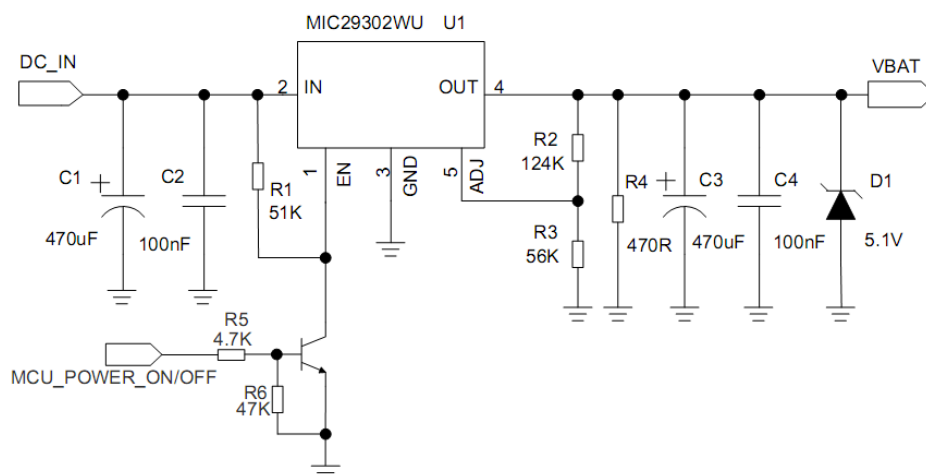 MIC29302WU U1
DC_IN
VBAT
2 IN
OUT 4
1 EN
3 GND
5 ADJ
C1
470uF
C2
100nF
R1
51K
R2
124K
R3
56K
R4
470R
C3
470uF
C4
100nF
D1
5.1V
R5
4.7K
MCU_POWER_ON/OFF
R6
47K